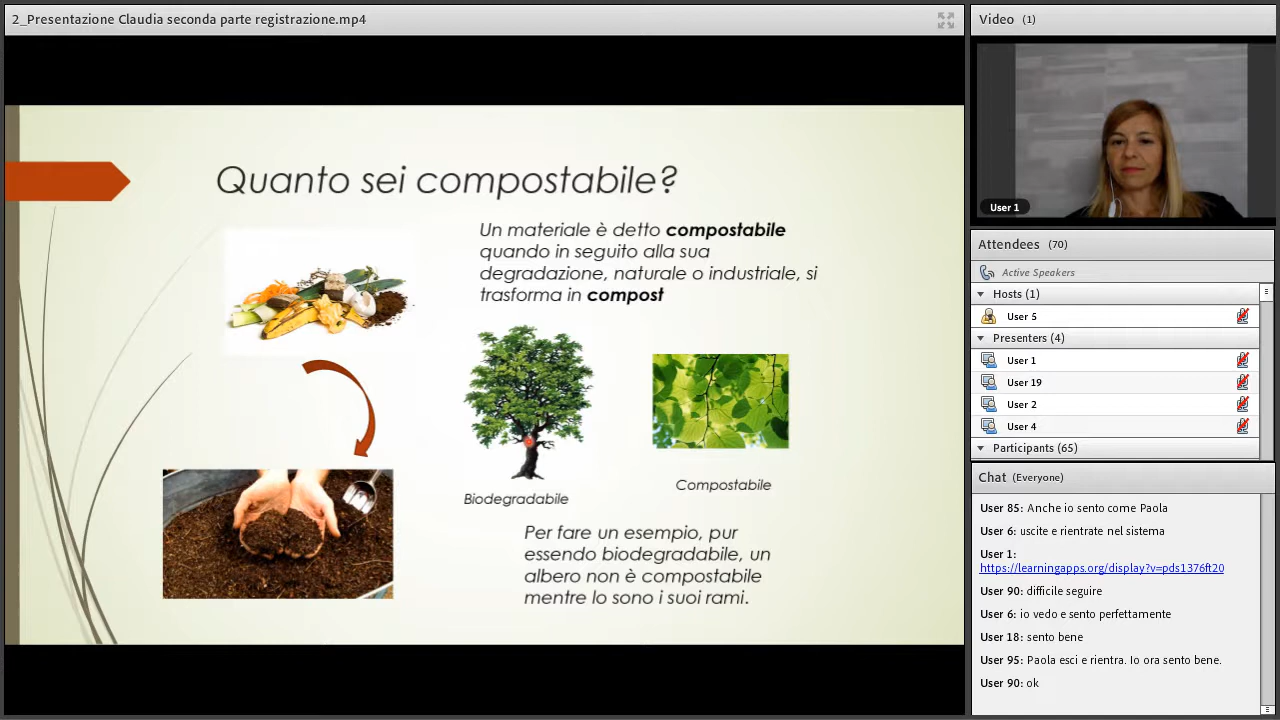 2_Presentazione Claudia seconda parte registrazione.mp4
Quanto sei compostabile?
Un materiale è detto compostabile
quando in seguito alla sua
degradazione, naturale o industriale, si
trasforma in compost
Biodegradabile
Compostabile
Per fare un esempio, pur
essendo biodegradabile, un
albero non è compostabile
mentre lo sono i suoi rami.
Video (1)
User 1
Attendees (70)
Active Speakers
Hosts (1)
User 5
Presenters (4)
User 1
User 19
User 2
User 4
Participants (65)
Chat (Everyone)
User 85: Anche io sento come Paola
User 6: uscite e rientrate nel sistema
User 1:
https://learningapps.org/display?v=pds1376ft20
User 90: difficile seguire
User 6: io vedo e sento perfettamente
User 18: sento bene
User 95: Paola esci e rientra. Io ora sento bene.
User 90: ok